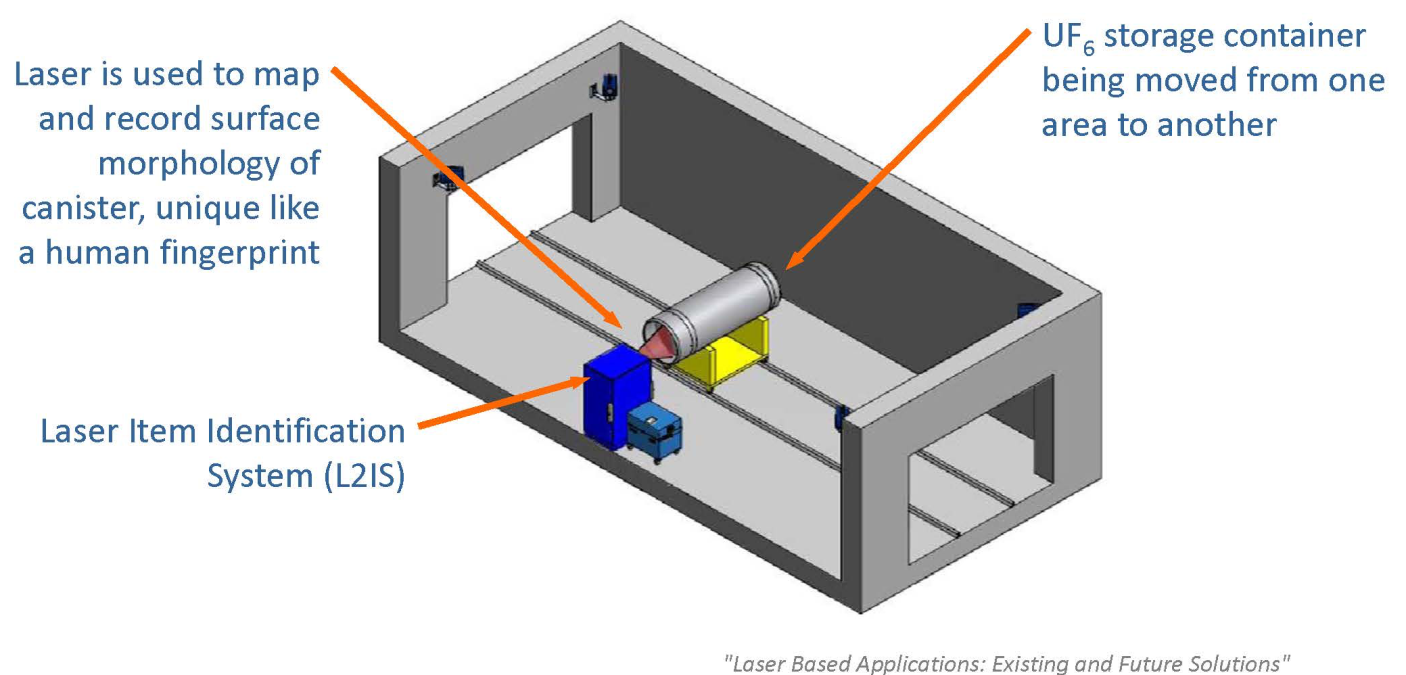 Laser is used to map
and record surface
morphology of
canister, unique like
a human fingerprint
UF₆ storage container
being moved from one
area to another
Laser Item Identification
System (L2IS)
"Laser Based Applications: Existing and Future Solutions"